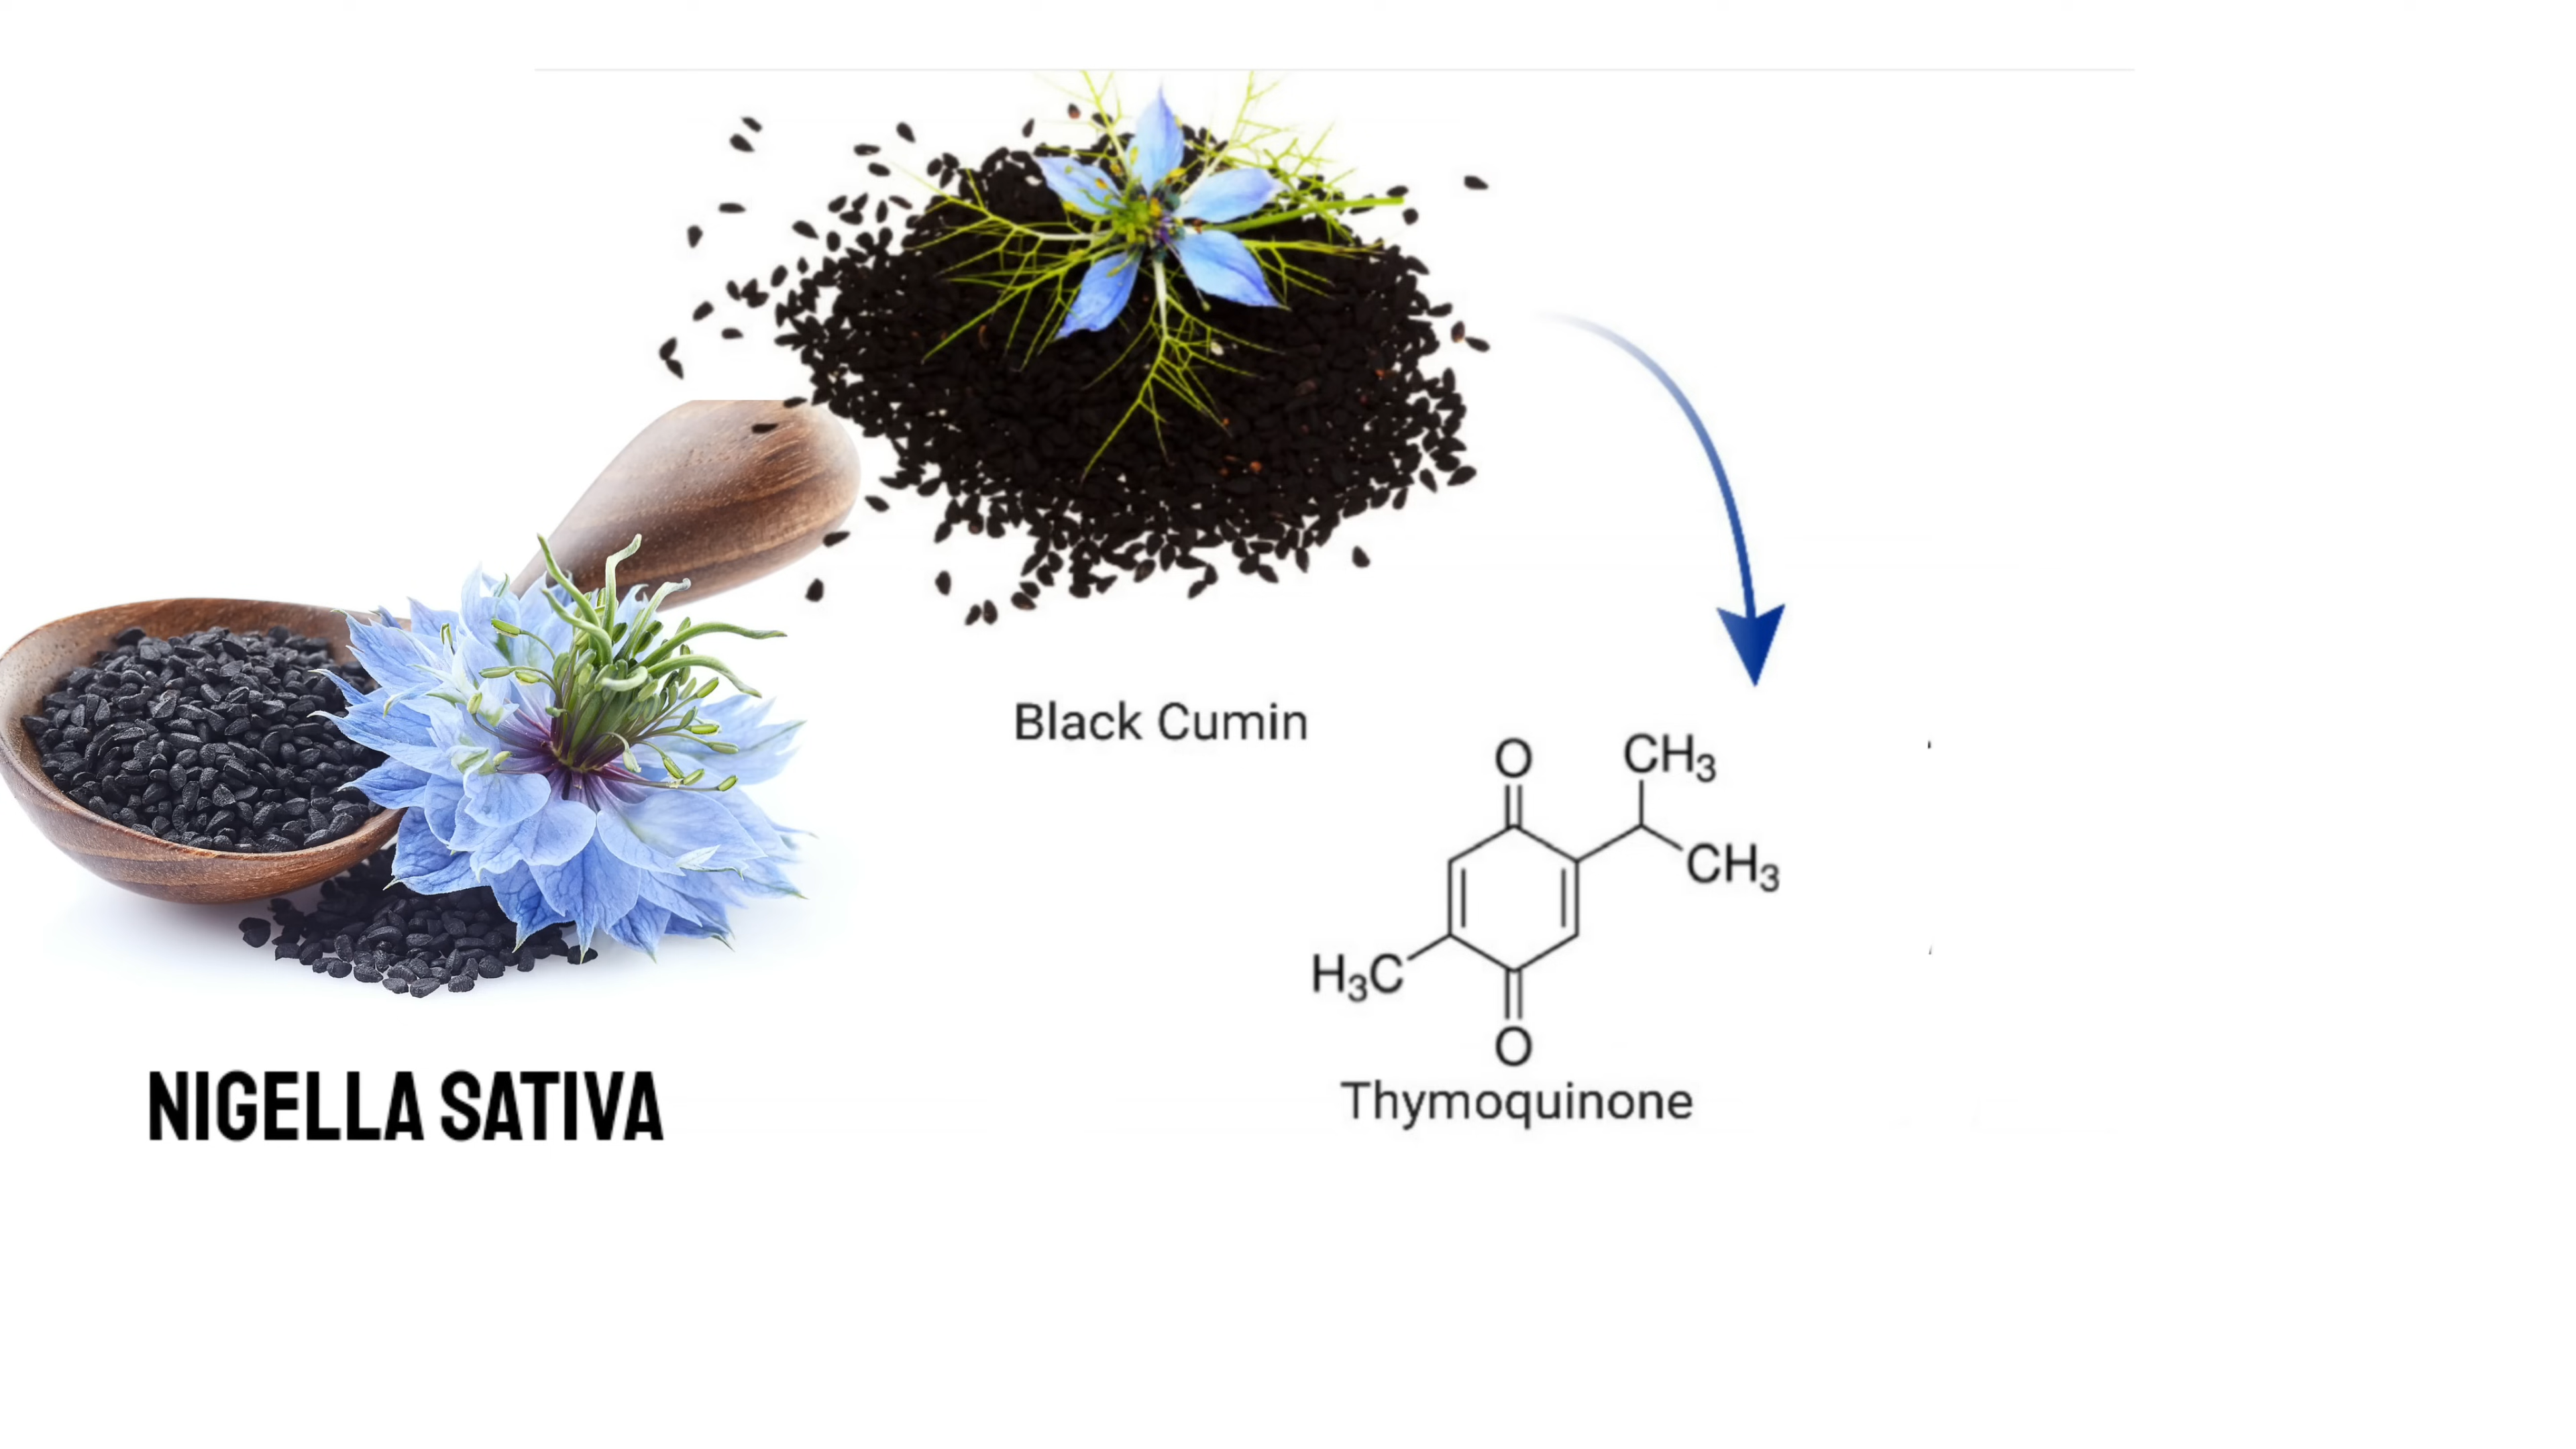 Black Cumin
O
CH3
CH3
H3C
O
Thymoquinone
NIGELLA SATIVA